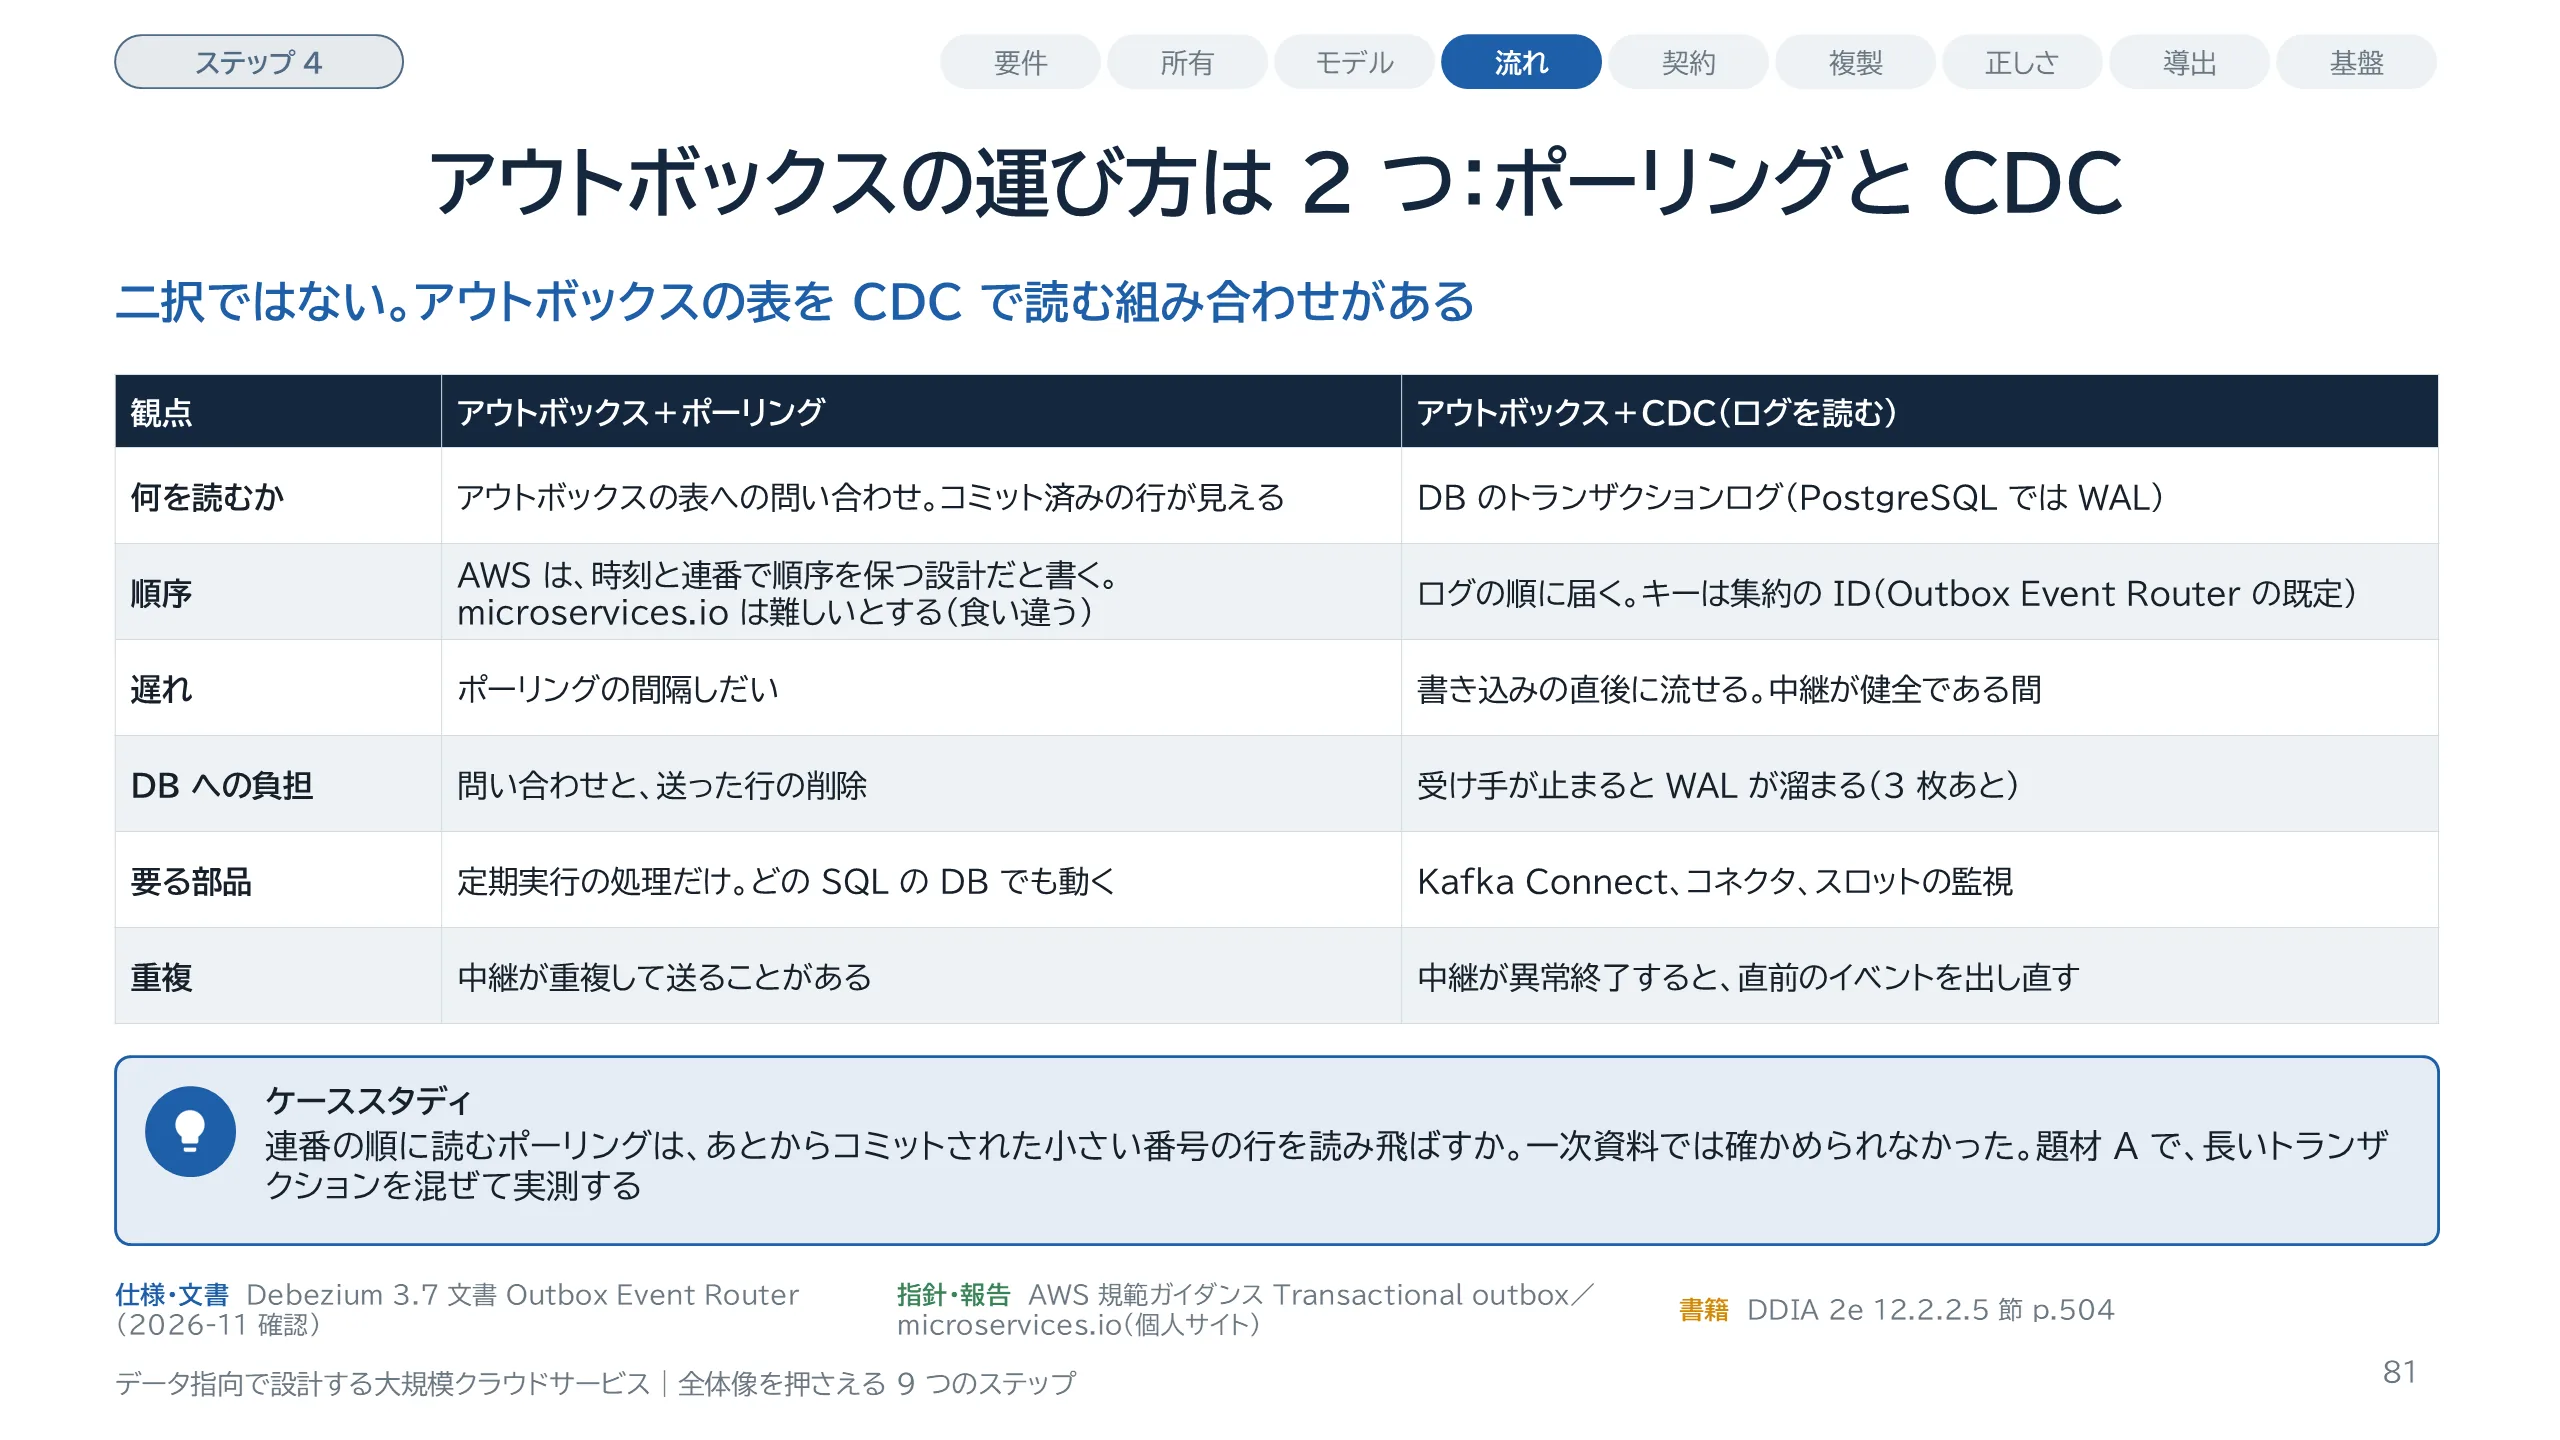 ステップ 4
要件
所有
モデル
流れ
契約
複製
正しさ
導出
基盤
アウトボックスの運び方は 2 つ：ポーリングと CDC
二択ではない。アウトボックスの表を CDC で読む組み合わせがある
観点
アウトボックス＋ポーリング
アウトボックス＋CDC（ログを読む）
何を読むか
アウトボックスの表への問い合わせ。コミット済みの行が見える
DB のトランザクションログ（PostgreSQL では WAL）
順序
AWS は、時刻と連番で順序を保つ設計だと書く。
microservices.io は難しいとする（食い違う）
ログの順に届く。キーは集約の ID（Outbox Event Router の既定）
遅れ
ポーリングの間隔しだい
書き込みの直後に流せる。中継が健全である間
DB への負担
問い合わせと、送った行の削除
受け手が止まると WAL が溜まる（3 枚あと）
要る部品
定期実行の処理だけ。どの SQL の DB でも動く
Kafka Connect、コネクタ、スロットの監視
重複
中継が重複して送ることがある
中継が異常終了すると、直前のイベントを出し直す
ケーススタディ
連番の順に読むポーリングは、あとからコミットされた小さい番号の行を読み飛ばすか。一次資料では確かめられなかった。題材 A で、長いトランザ
クションを混ぜて実測する
仕様・文書 Debezium 3.7 文書 Outbox Event Router
（2026-11 確認）
指針・報告 AWS 規範ガイダンス Transactional outbox／
microservices.io（個人サイト）
書籍 DDIA 2e 12.2.2.5 節 p.504
データ指向で設計する大規模クラウドサービス｜全体像を押さえる 9 つのステップ
81